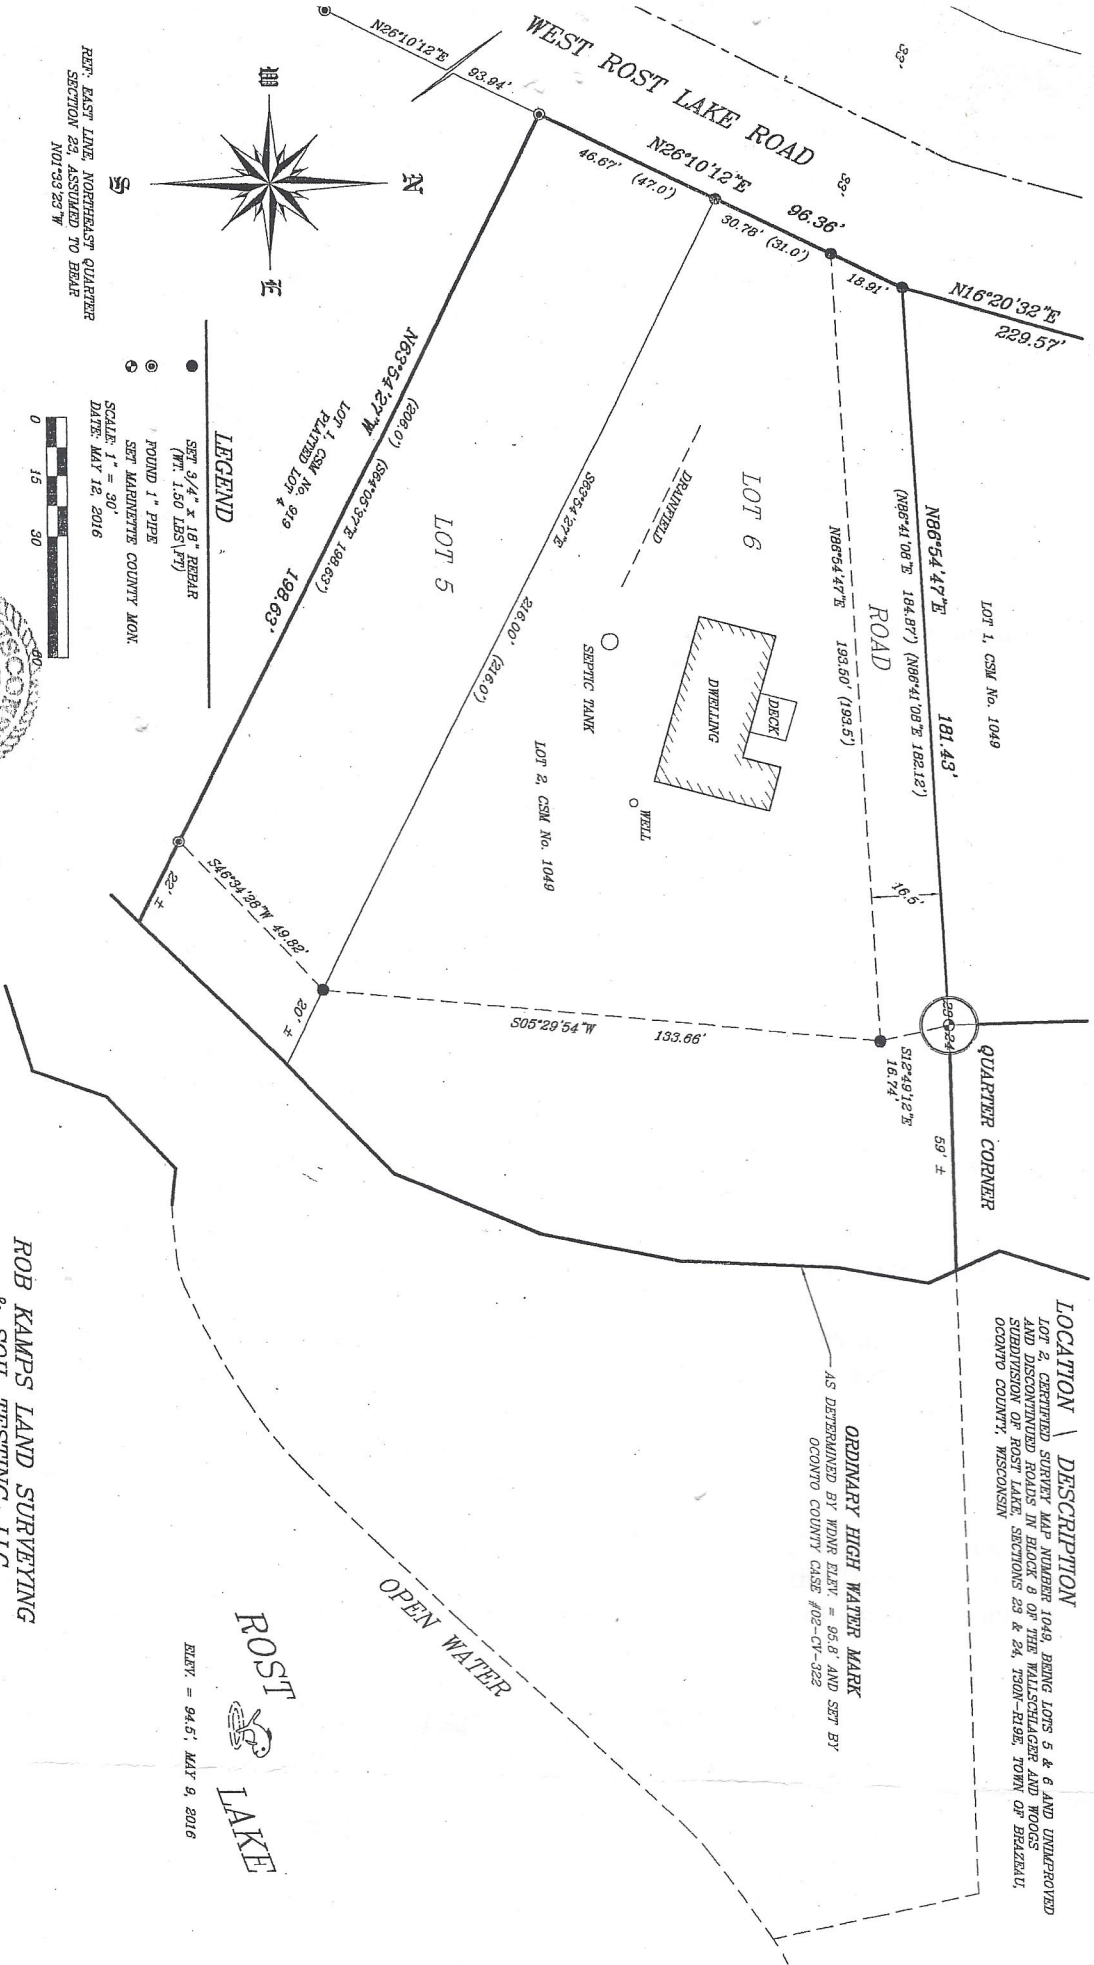 LOCATION \ DESCRIPTION
LOT 2, CERTIFIED SURVEY MAP NUMBER 1049, BEING LOTS 5 & 6 AND UNIMPROVED
AND DISCONTINUED ROADS IN BLOCK 6 OF THE WALLSCHLAGER AND WOOGS
SUBDIVISION OF ROST LAKE, SECTIONS 23 & 24, T30N-R19E, TOWN OF BRAZEAU,
OCONTO COUNTY, WISCONSIN
33'
33'
WEST ROST LAKE ROAD
N16°20'32"E
229.57'
N26°10'12"E
96.36'
18.91'
30.78' (31.0')
46.67' (47.0')
N26°10'12"E
93.94'
LOT 1, CSM No. 1049
N88°54'47"E 181.43'
(N86°41'08"E 184.87') (N86°41'08"E 182.12')
ROAD
N88°54'47"E 193.50' (193.5')
16.5'
QUARTER CORNER
23 24
59' ±
S12°49'12"E
16.74'
LOT 6
DRAINFIELD
DECK
DWELLING
SEPTIC TANK
WELL
LOT 2, CSM No. 1049
S05°29'54"W 133.66'
S63°54'27"E 216.00' (216.0')
20' ±
LOT 5
S46°34'28"W 49.82'
22' ±
N63°54'27"W 198.63'
(206.0') (S64°05'37"E 198.63')
LOT 1, CSM No. 919
PLATTED LOT 4
ORDINARY HIGH WATER MARK
AS DETERMINED BY WDNR ELEV. = 95.8' AND SET BY
OCONTO COUNTY CASE #02-CV-322
OPEN WATER
ROST LAKE
ELEV. = 94.5', MAY 9, 2016
N
W
E
S
REF: EAST LINE, NORTHEAST QUARTER
SECTION 23, ASSUMED TO BEAR
N01°33'23"W
LEGEND
SET 3/4" x 18" REBAR
(WT. 1.50 LBS\FT)
FOUND 1" PIPE
SET MARINETTE COUNTY MON.
SCALE: 1" = 30'
DATE: MAY 12, 2016
0 15 30 60
ROB KAMPS LAND SURVEYING
& SOIL TESTING, LLC